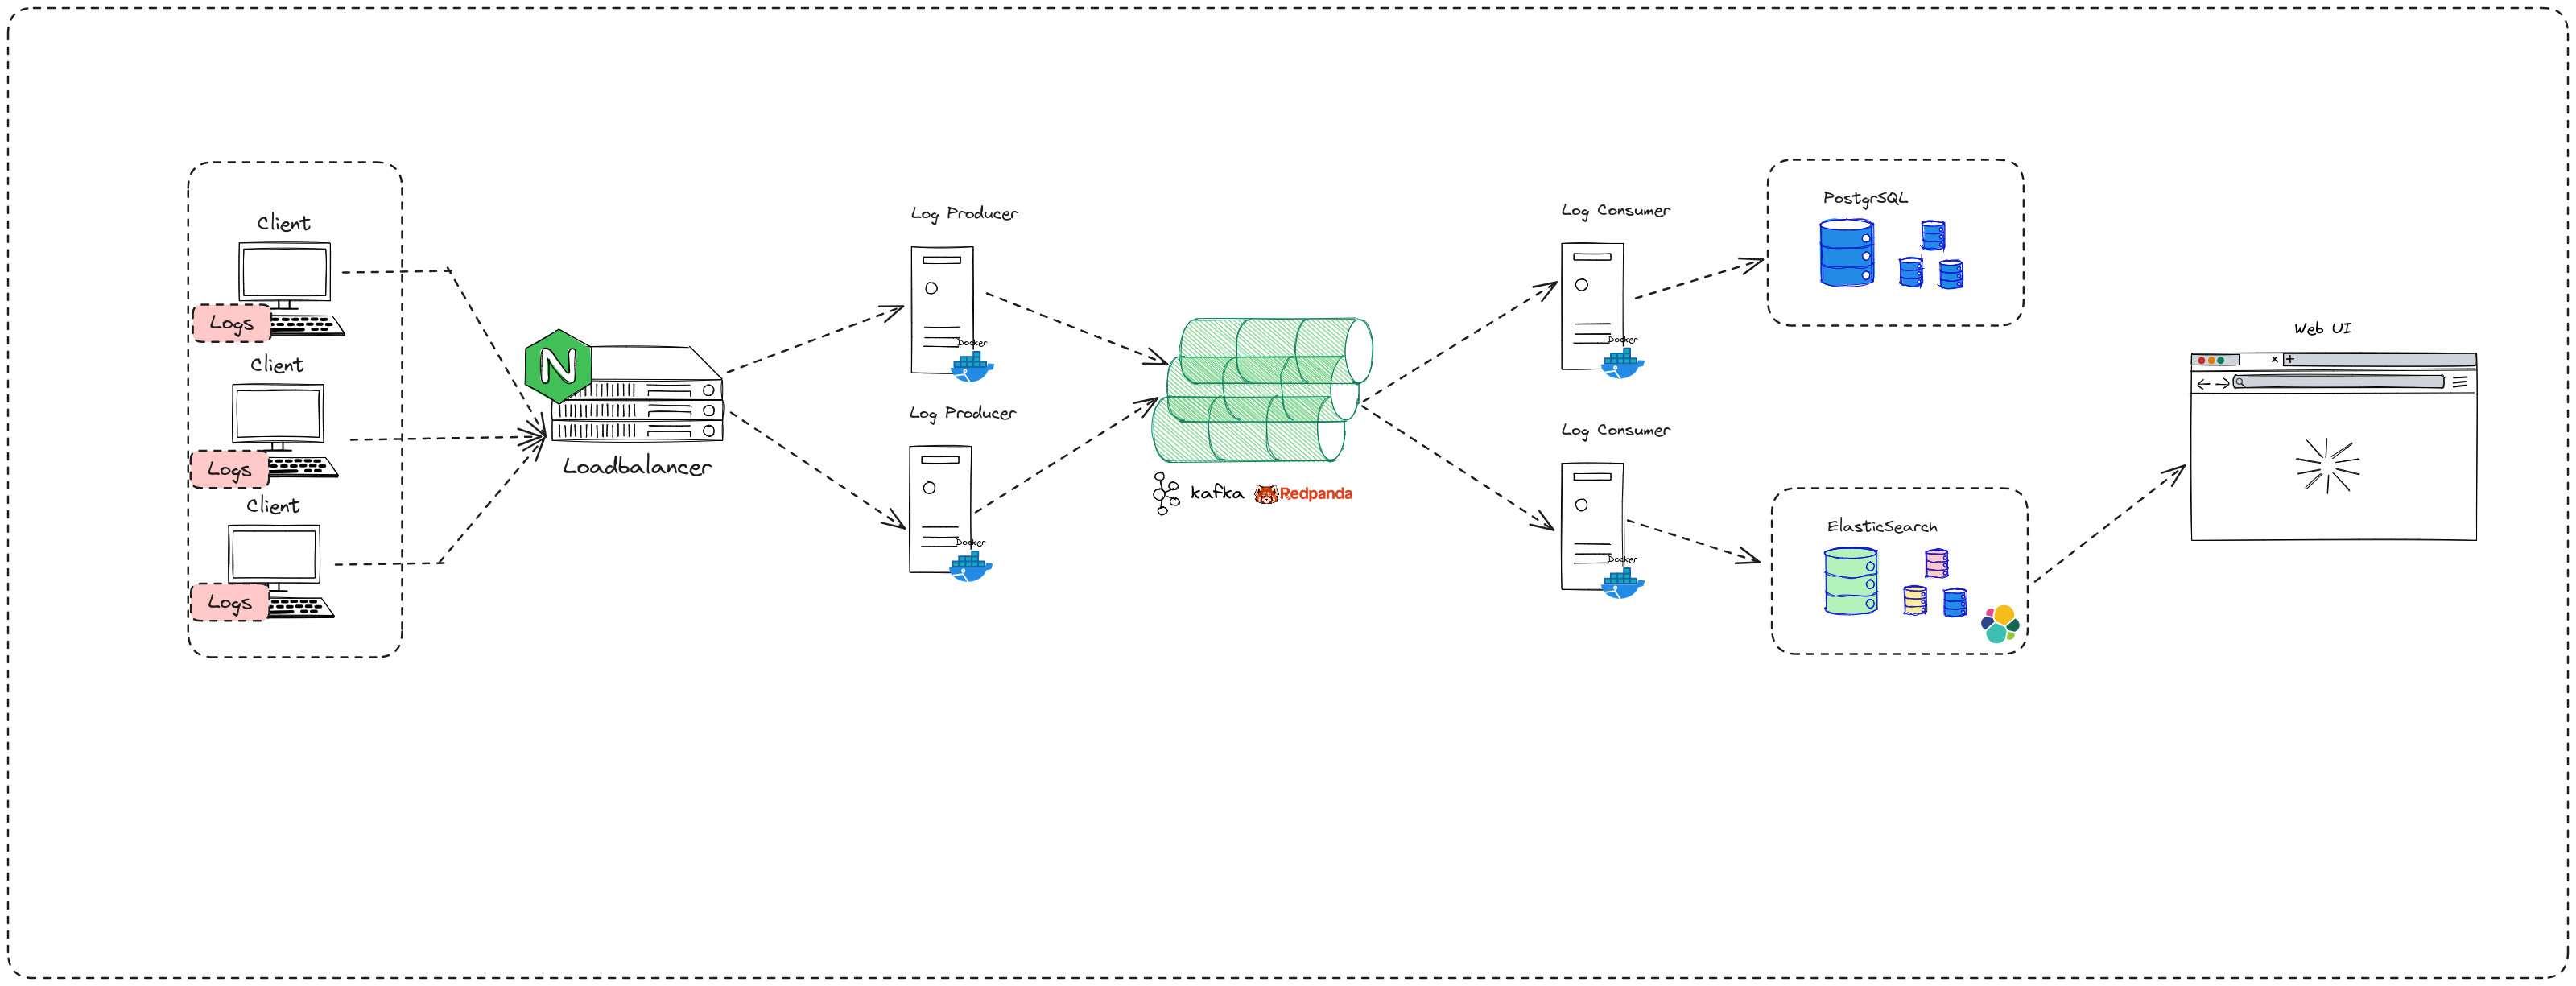 Client
Logs
Client
Logs
Client
Logs
N
Loadbalancer
Log Producer
Docker
Log Producer
Docker
kafka Redpanda
Log Consumer
Docker
Log Consumer
Docker
PostgrSQL
ElasticSearch
Web UI
x +